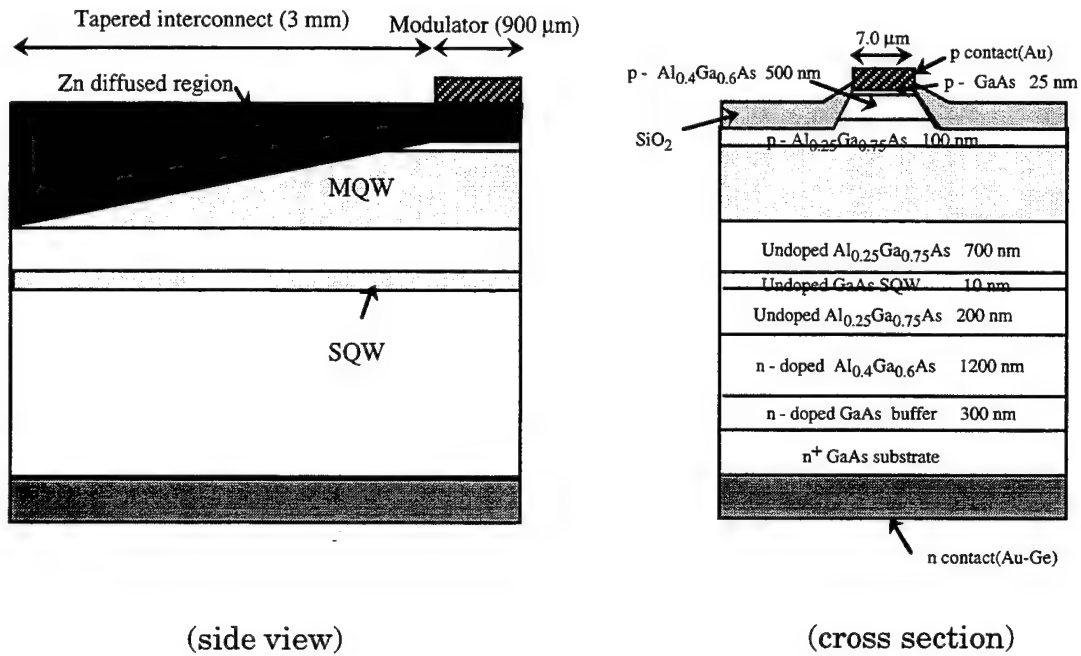 Tapered interconnect (3 mm)
Modulator (900 μm)
Zn diffused region
MQW
SQW
(side view)
7.0 μm
p contact(Au)
p - Al0.4Ga0.6As 500 nm
p - GaAs 25 nm
SiO2
p - Al0.25Ga0.75As 100 nm
Undoped Al0.25Ga0.75As 700 nm
Undoped GaAs SQW 10 nm
Undoped Al0.25Ga0.75As 200 nm
n - doped Al0.4Ga0.6As 1200 nm
n - doped GaAs buffer 300 nm
n+ GaAs substrate
n contact(Au-Ge)
(cross section)